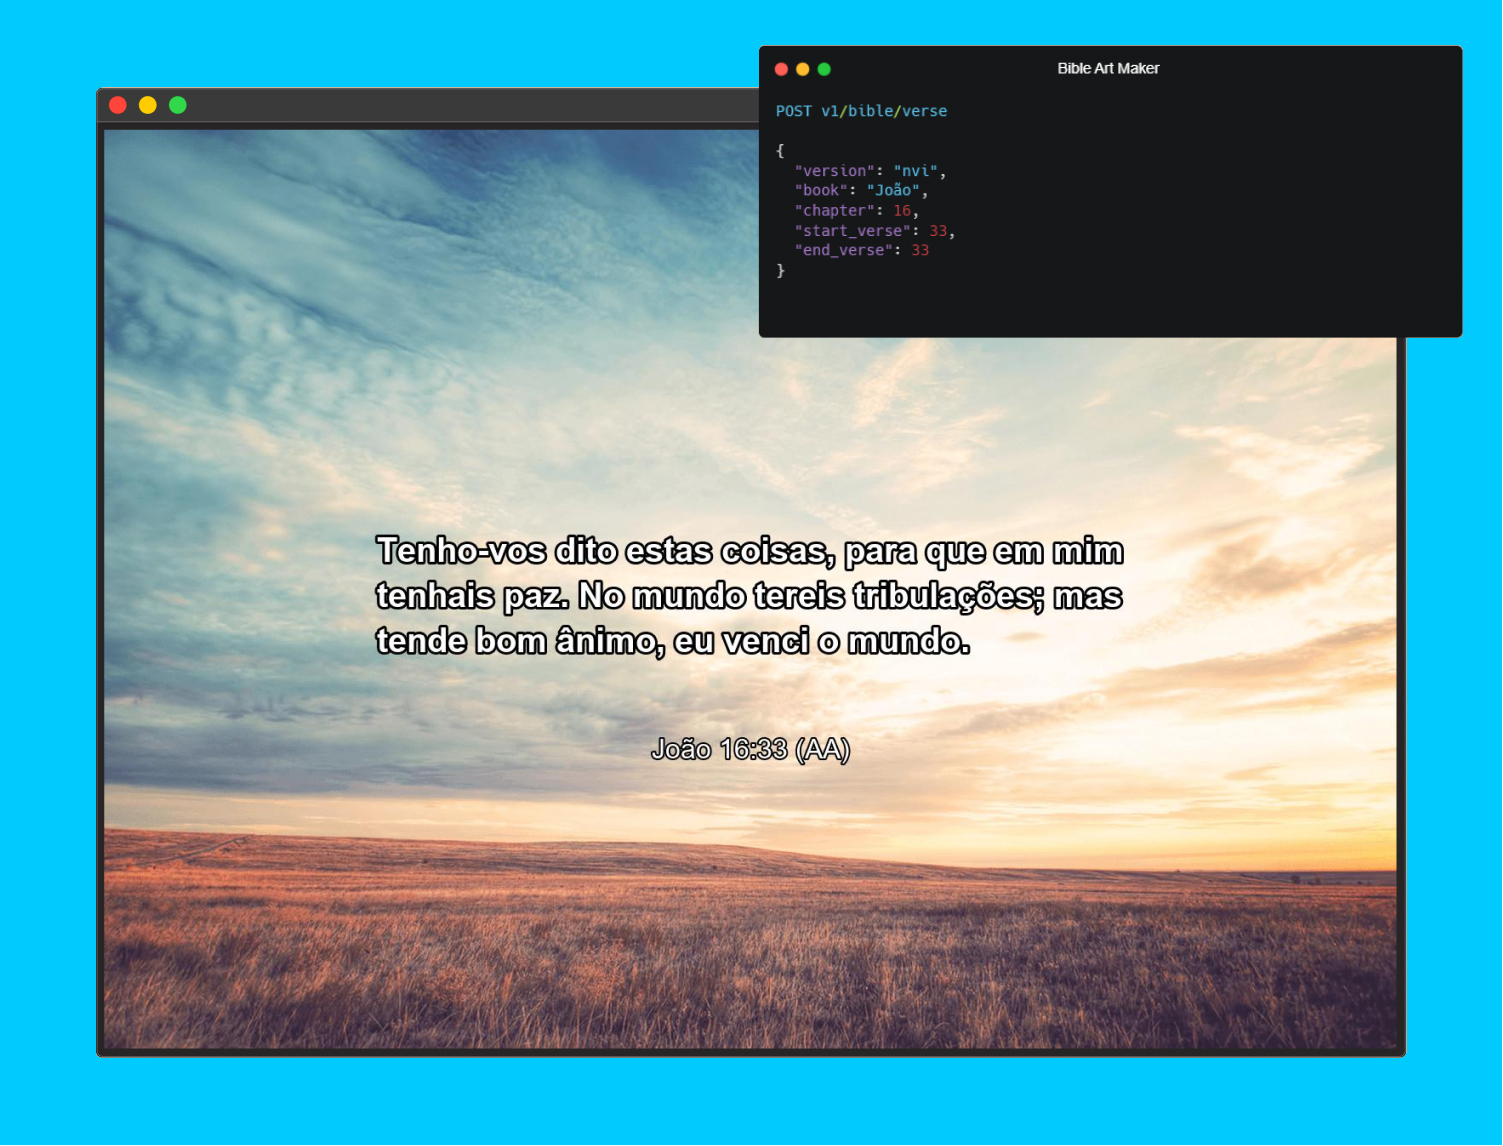 Bible Art Maker
POST v1/bible/verse
{
"version": "nvi",
"book": "João",
"chapter": 16,
"start_verse": 33,
"end_verse": 33
}
Tenho-vos dito estas coisas, para que em mim
tenhais paz. No mundo tereis tribulações; mas
tende bom ânimo, eu venci o mundo.
João 16:33 (AA)